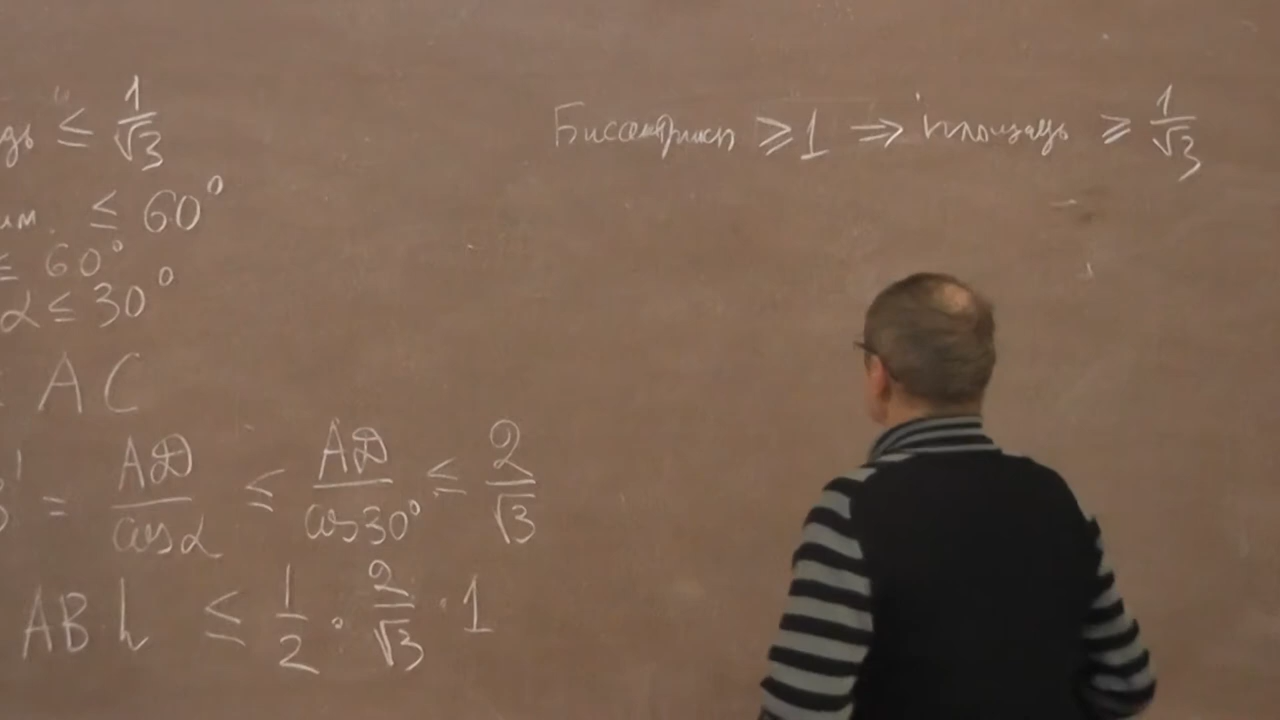 ≤ 1/√3
≤ 60°
≤ 60°
α ≤ 30°
AC
= AD/cosα ≤ AD/cos30° ≤ 2/√3
AB h ≤ 1/2 · 2/√3 · 1
Биссектрисы ⩾ 1 ⇒ площадь ⩾ 1/√3